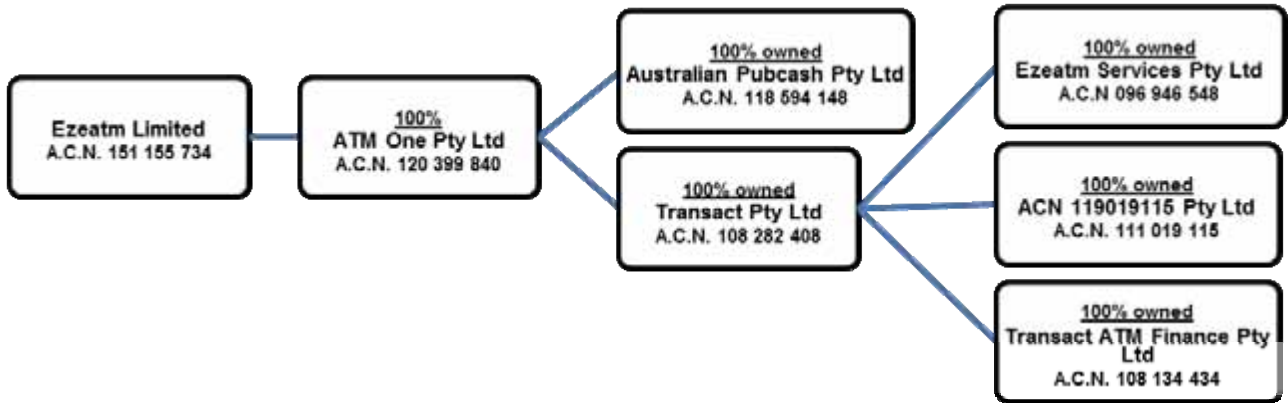 Ezeatm Limited
A.C.N. 151 155 734
100%
ATM One Pty Ltd
A.C.N. 120 399 840
100% owned
Australian Pubcash Pty Ltd
A.C.N. 118 594 148
100% owned
Transact Pty Ltd
A.C.N. 108 282 408
100% owned
Ezeatm Services Pty Ltd
A.C.N 096 946 548
100% owned
ACN 119019115 Pty Ltd
A.C.N. 111 019 115
100% owned
Transact ATM Finance Pty
Ltd
A.C.N. 108 134 434